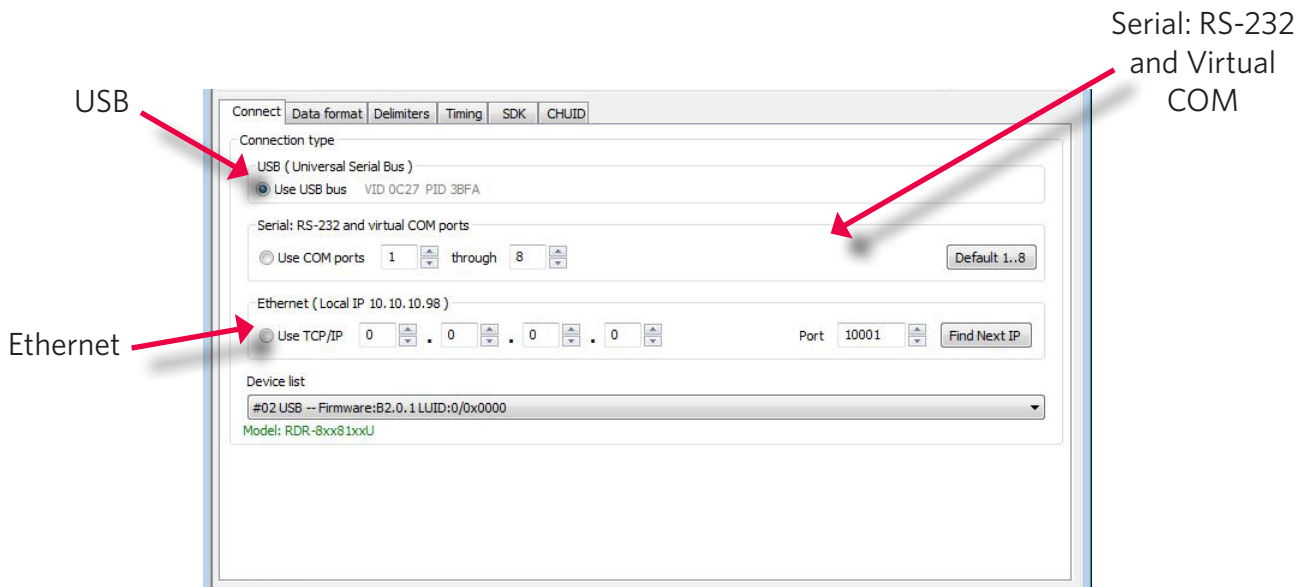 Serial: RS-232
and Virtual
COM
USB
Connect Data format Delimiters Timing SDK CHUID
Connection type
USB ( Universal Serial Bus )
Use USB bus VID 0C27 PID 3BFA
Serial: RS-232 and virtual COM ports
Use COM ports 1 through 8 Default 1..8
Ethernet ( Local IP 10.10.10.98 )
Ethernet
Use TCP/IP 0 . 0 . 0 . 0 Port 10001 Find Next IP
Device list
#02 USB -- Firmware:B2.0.1 LUID:0/0x0000
Model: RDR-8xx81xxU